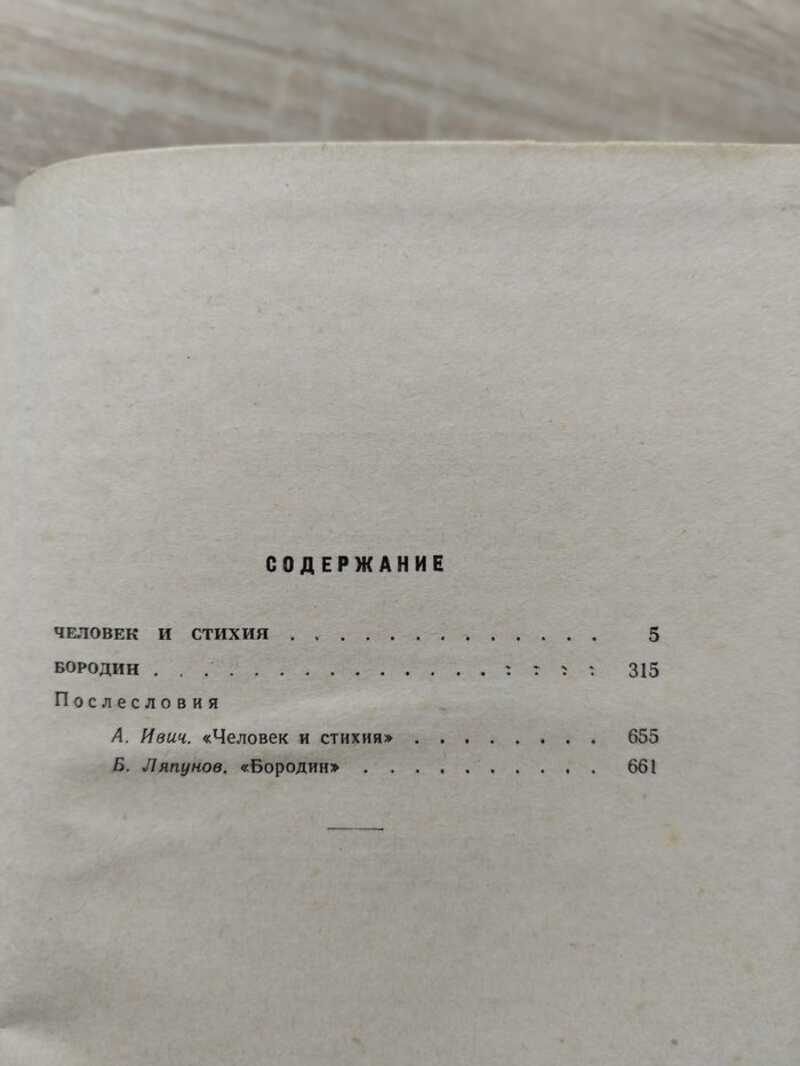 СОДЕРЖАНИЕ
ЧЕЛОВЕК И СТИХИЯ . . . . . . . . . . . . . 5
БОРОДИН . . . . . . . . . . . . . . . . . . 315
Послесловия
А. Ивич. «Человек и стихия» . . . . . . . . 655
Б. Ляпунов. «Бородин» . . . . . . . . . . 661